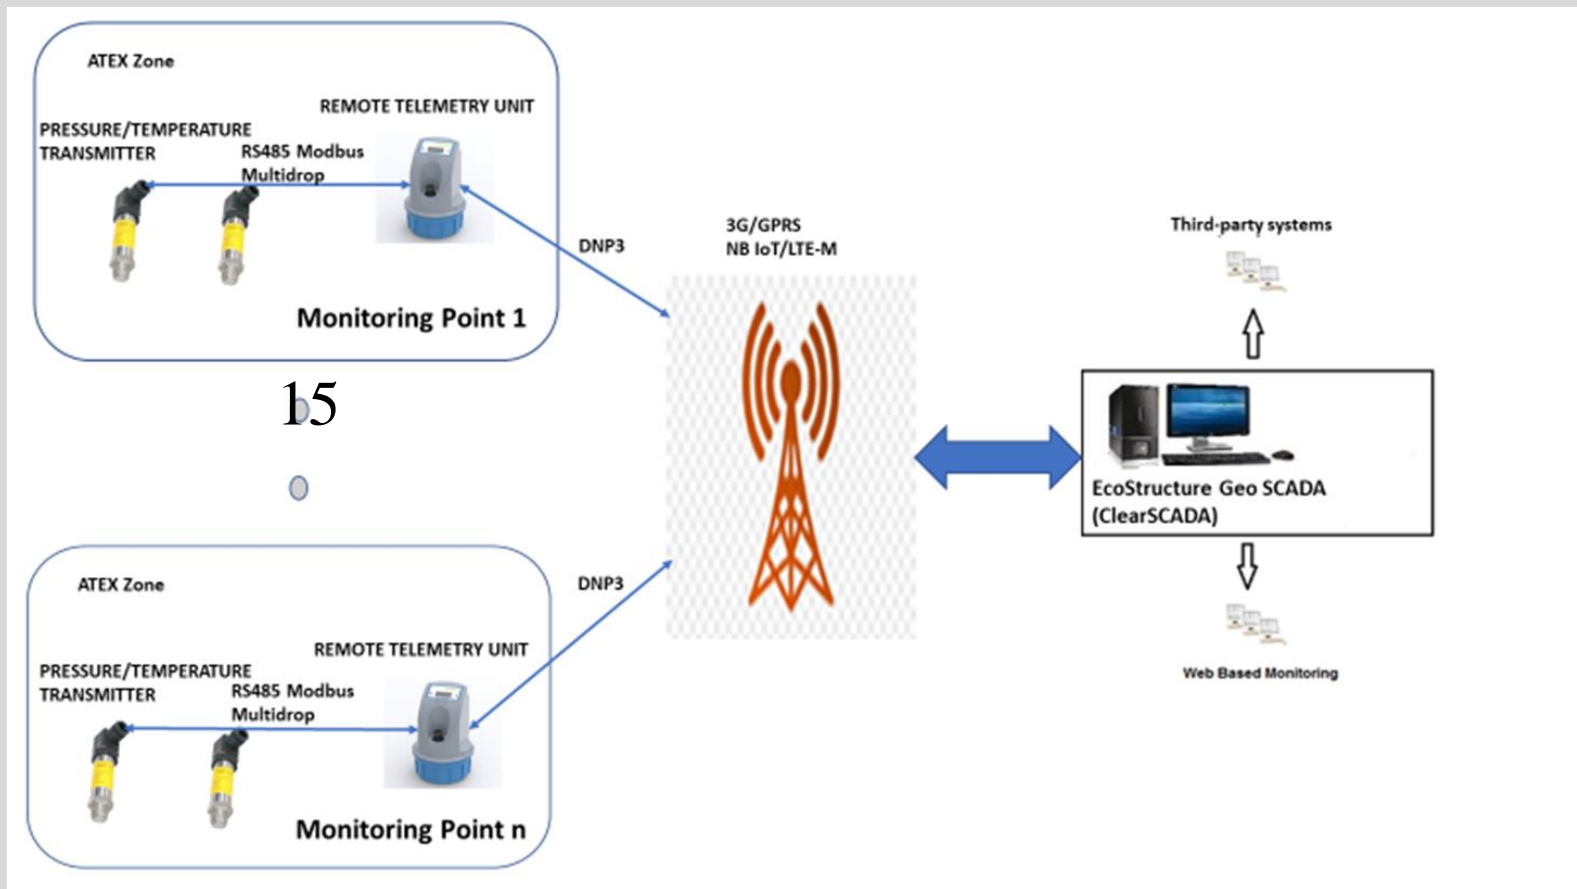 ATEX Zone
REMOTE TELEMETRY UNIT
PRESSURE/TEMPERATURE
TRANSMITTER
RS485 Modbus
Multidrop
Monitoring Point 1
DNP3
15
ATEX Zone
REMOTE TELEMETRY UNIT
PRESSURE/TEMPERATURE
TRANSMITTER
RS485 Modbus
Multidrop
Monitoring Point n
DNP3
3G/GPRS
NB IoT/LTE-M
Third-party systems
EcoStructure Geo SCADA
(ClearSCADA)
Web Based Monitoring